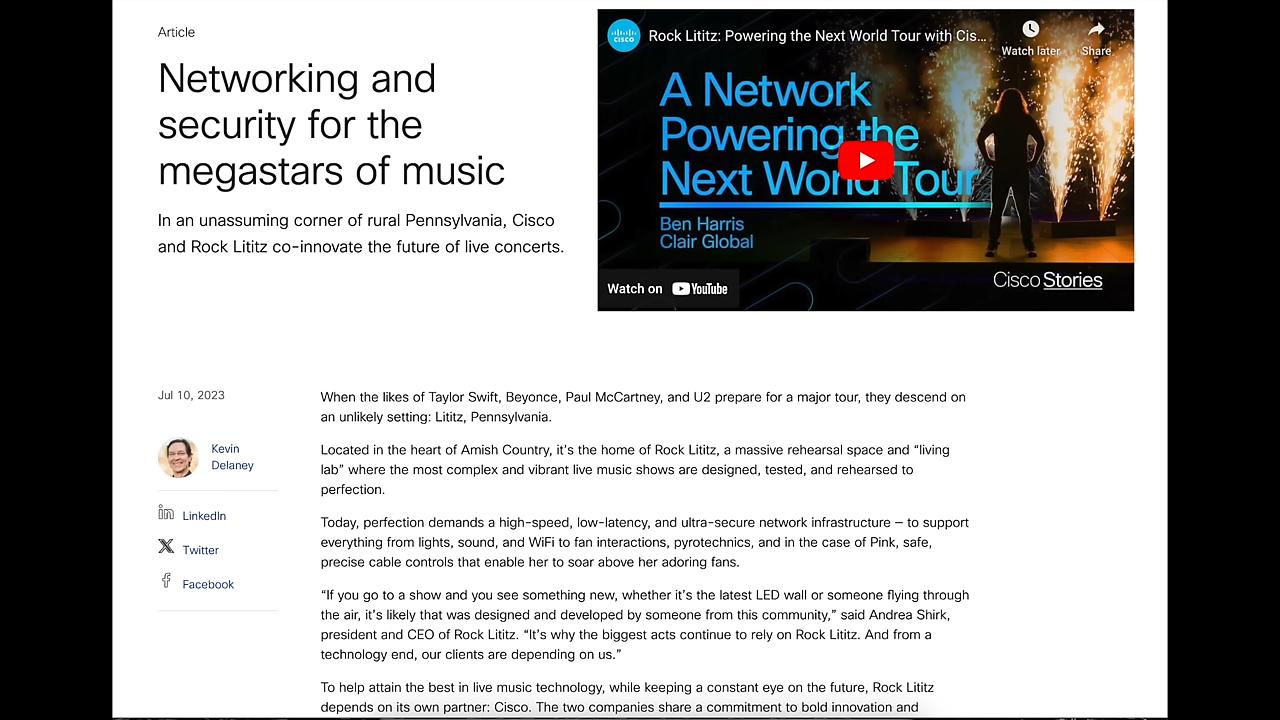 Article
Networking and
security for the
megastars of music
In an unassuming corner of rural Pennsylvania, Cisco
and Rock Lititz co-innovate the future of live concerts.
CISCO
Rock Lititz: Powering the Next World Tour with Cis...
Watch later
Share
A Network
Powering the
Next World Tour
Ben Harris
Clair Global
Watch on YouTube
Cisco Stories
Jul 10, 2023
Kevin
Delaney
in LinkedIn
X Twitter
f Facebook
When the likes of Taylor Swift, Beyonce, Paul McCartney, and U2 prepare for a major tour, they descend on
an unlikely setting: Lititz, Pennsylvania.
Located in the heart of Amish Country, it's the home of Rock Lititz, a massive rehearsal space and “living
lab” where the most complex and vibrant live music shows are designed, tested, and rehearsed to
perfection.
Today, perfection demands a high-speed, low-latency, and ultra-secure network infrastructure — to support
everything from lights, sound, and WiFi to fan interactions, pyrotechnics, and in the case of Pink, safe,
precise cable controls that enable her to soar above her adoring fans.
“If you go to a show and you see something new, whether it's the latest LED wall or someone flying through
the air, it's likely that was designed and developed by someone from this community,” said Andrea Shirk,
president and CEO of Rock Lititz. “It's why the biggest acts continue to rely on Rock Lititz. And from a
technology end, our clients are depending on us.”
To help attain the best in live music technology, while keeping a constant eye on the future, Rock Lititz
depends on its own partner: Cisco. The two companies share a commitment to bold innovation and